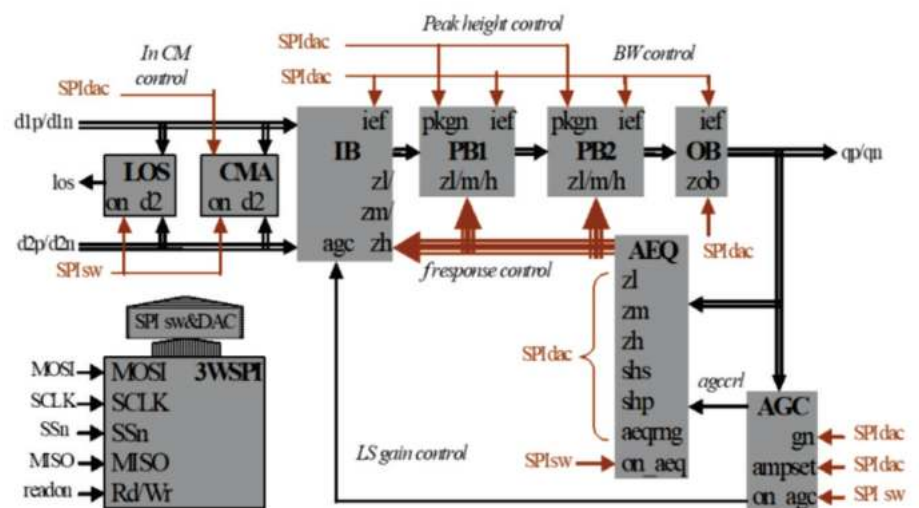 Peak height control
SPIdac
In CM control
BW control
SPIdac
SPIdac
d1p/d1n
ief
IB
zl/
zm/
zh
agc
pkgn ief
PB1
zl/m/h
pkgn ief
PB2
zl/m/h
ief
OB
zob
qp/qn
los
LOS
on d2
CMA
on d2
d2p/d2n
SPIsw
SPIdac
f response control
AEQ
zl
zm
zh
shs
shp
aeqrng
on_aeq
SPIdac
SPIsw
agccrl
SPI sw&DAC
MOSI
SCLK
SSn
MISO
readon
MOSI 3WSPI
SCLK
SSn
MISO
Rd/Wr
LS gain control
AGC
gn
ampset
on_agc
SPIdac
SPIdac
SPI sw